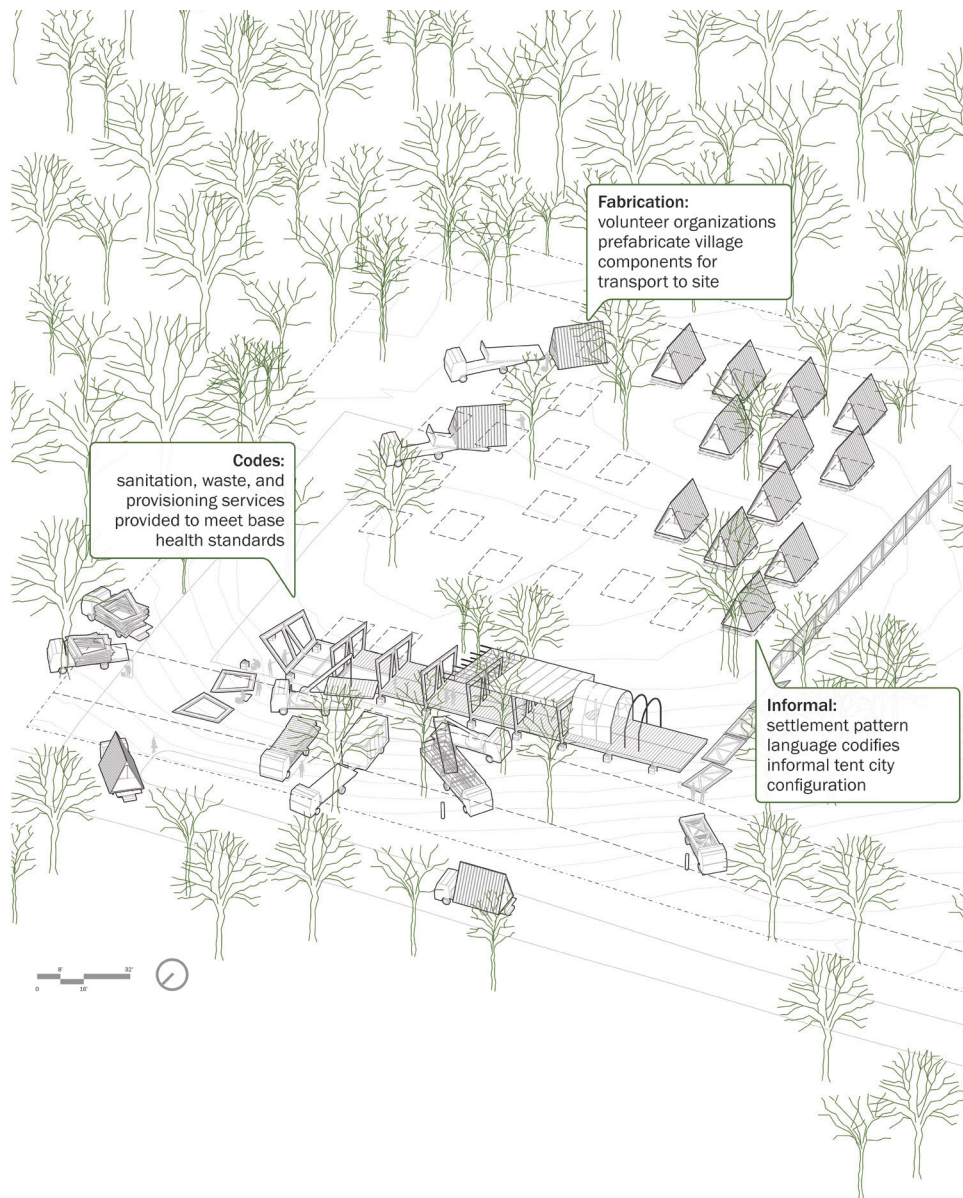 Fabrication:
volunteer organizations
prefabricate village
components for
transport to site
Codes:
sanitation, waste, and
provisioning services
provided to meet base
health standards
Informal:
settlement pattern
language codifies
informal tent city
configuration
8'
32'
0
16'